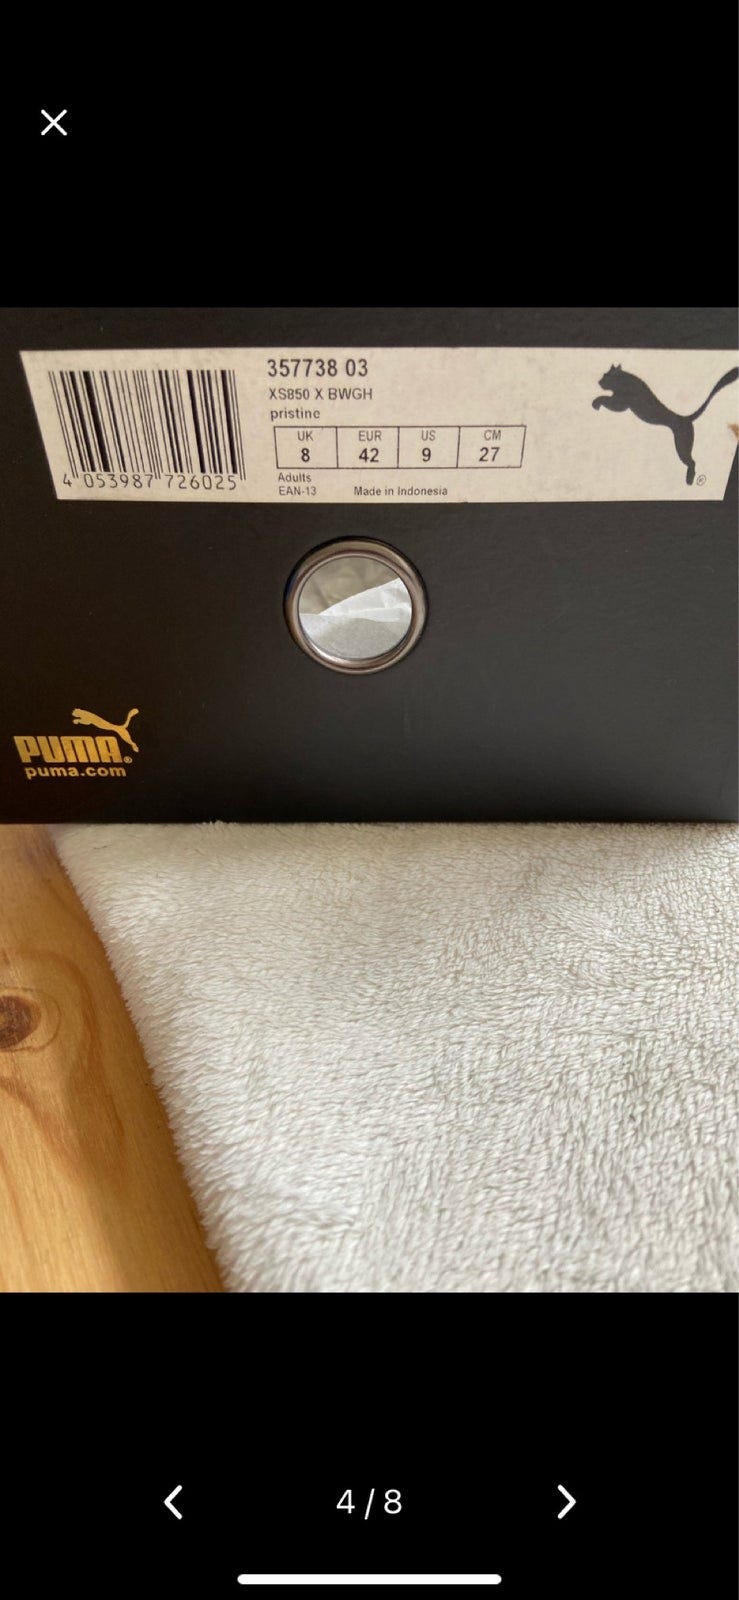 357738 03
XS850 X BWGH
pristine
UK EUR US CM
8 42 9 27
Adults
EAN-13 Made in Indonesia
4 053987 726025
®
PUMA®
puma.com
4 / 8